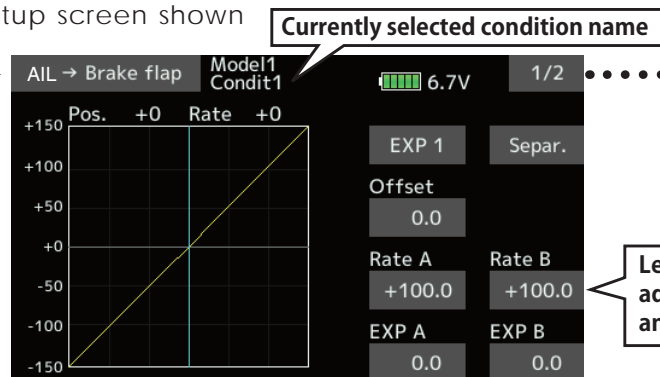 tup screen shown
Currently selected condition name
AIL → Brake flap
Model1
Condit1
6.7V
1/2
Pos. +0 Rate +0
+150
+100
+50
+0
-50
-100
-150
EXP 1
Separ.
Offset
0.0
Rate A
Rate B
+100.0
+100.0
EXP A
EXP B
0.0
0.0
Le
ad
an